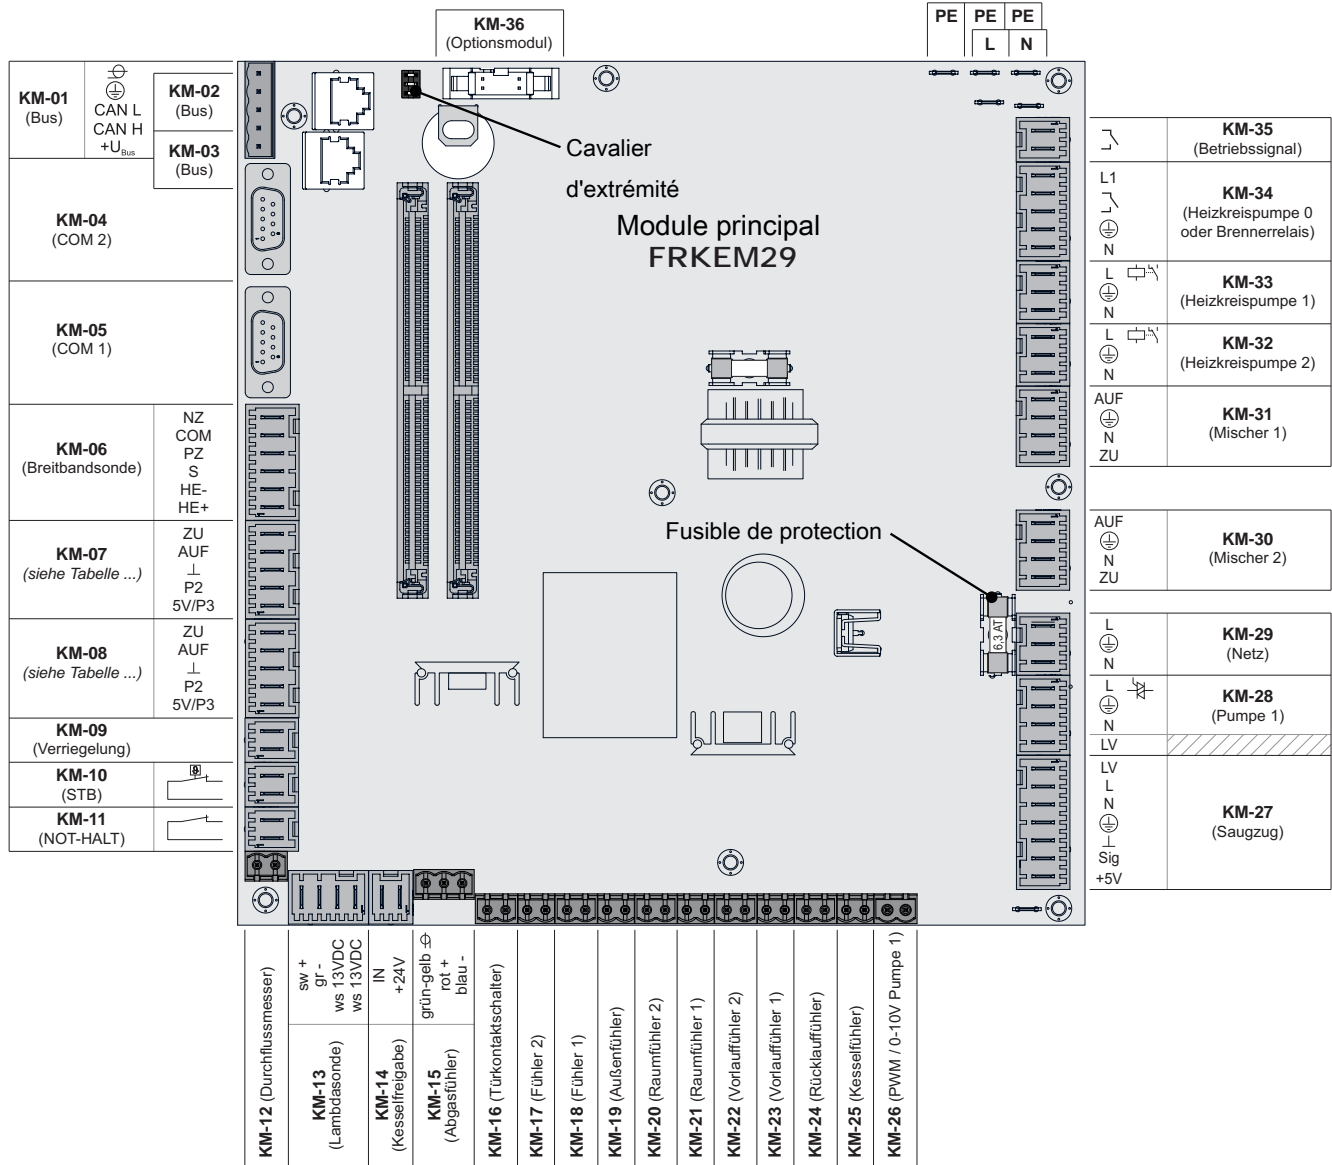 KM-36
(Optionsmodul)
PE PE PE
L N
KM-01
(Bus)
CAN L
CAN H
+U Bus
KM-02
(Bus)
KM-03
(Bus)
KM-04
(COM 2)
KM-05
(COM 1)
KM-06
(Breitbandsonde)
NZ
COM
PZ
S
HE-
HE+
KM-07
(siehe Tabelle ...)
ZU
AUF
⊥
P2
5V/P3
KM-08
(siehe Tabelle ...)
ZU
AUF
⊥
P2
5V/P3
KM-09
(Verriegelung)
KM-10
(STB)
KM-11
(NOT-HALT)
Cavalier
d'extrémité
Module principal
FRKEM29
Fusible de protection
6,3 AT
KM-35
(Betriebssignal)
L1
N
KM-34
(Heizkreispumpe 0
oder Brennerrelais)
L
N
KM-33
(Heizkreispumpe 1)
L
N
KM-32
(Heizkreispumpe 2)
AUF
N
ZU
KM-31
(Mischer 1)
AUF
N
ZU
KM-30
(Mischer 2)
L
N
KM-29
(Netz)
L
N
LV
KM-28
(Pumpe 1)
LV
L
N
⊥
Sig
+5V
KM-27
(Saugzug)
KM-12 (Durchflussmesser)
sw +
gr -
ws 13VDC
ws 13VDC
KM-13
(Lambdasonde)
IN
+24V
KM-14
(Kesselfreigabe)
grün-gelb
rot +
blau -
KM-15
(Abgasfühler)
KM-16 (Türkontaktschalter)
KM-17 (Fühler 2)
KM-18 (Fühler 1)
KM-19 (Außenfühler)
KM-20 (Raumfühler 2)
KM-21 (Raumfühler 1)
KM-22 (Vorlauffühler 2)
KM-23 (Vorlauffühler 1)
KM-24 (Rücklauffühler)
KM-25 (Kesselfühler)
KM-26 (PWM / 0-10V Pumpe 1)